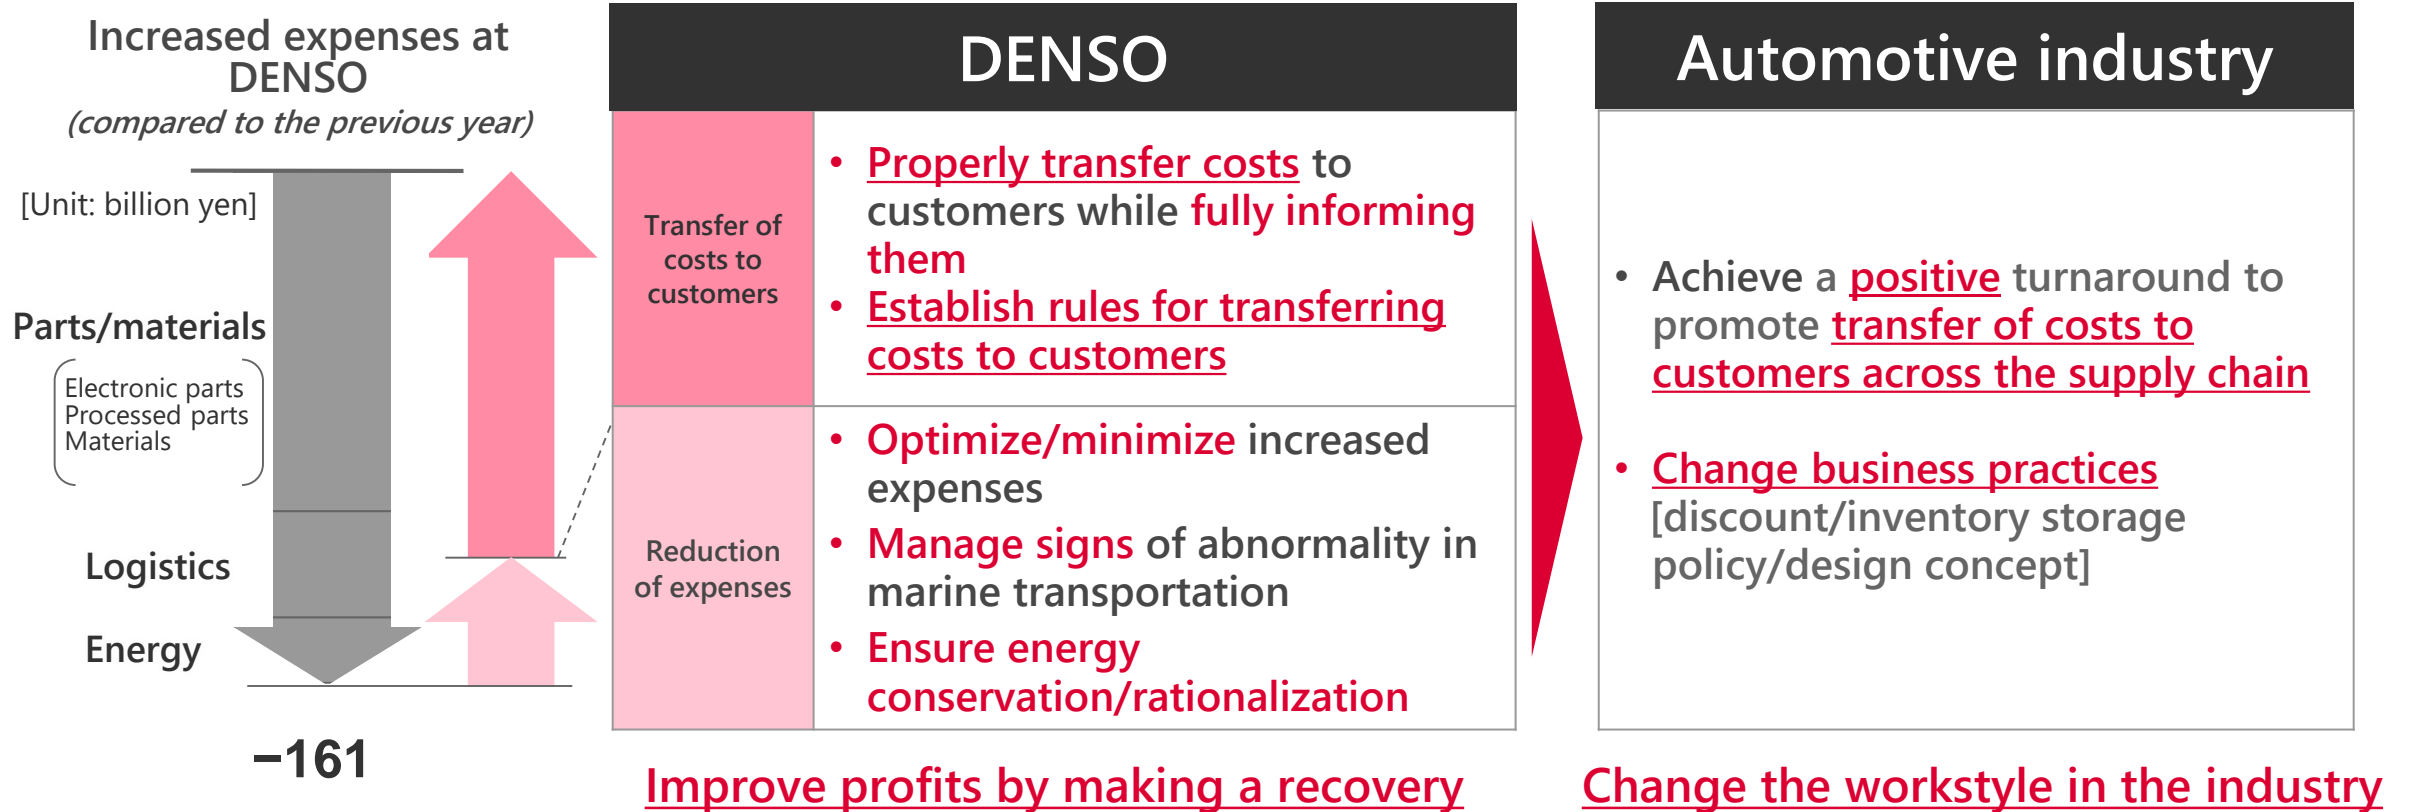 Increased expenses at
DENSO
(compared to the previous year)
[Unit: billion yen]
Parts/materials
Electronic parts
Processed parts
Materials
Logistics
Energy
−161
DENSO
Transfer of
costs to
customers
• Properly transfer costs to
customers while fully informing
them
• Establish rules for transferring
costs to customers
Reduction
of expenses
• Optimize/minimize increased
expenses
• Manage signs of abnormality in
marine transportation
• Ensure energy
conservation/rationalization
Improve profits by making a recovery
Automotive industry
• Achieve a positive turnaround to
promote transfer of costs to
customers across the supply chain
• Change business practices
[discount/inventory storage
policy/design concept]
Change the workstyle in the industry